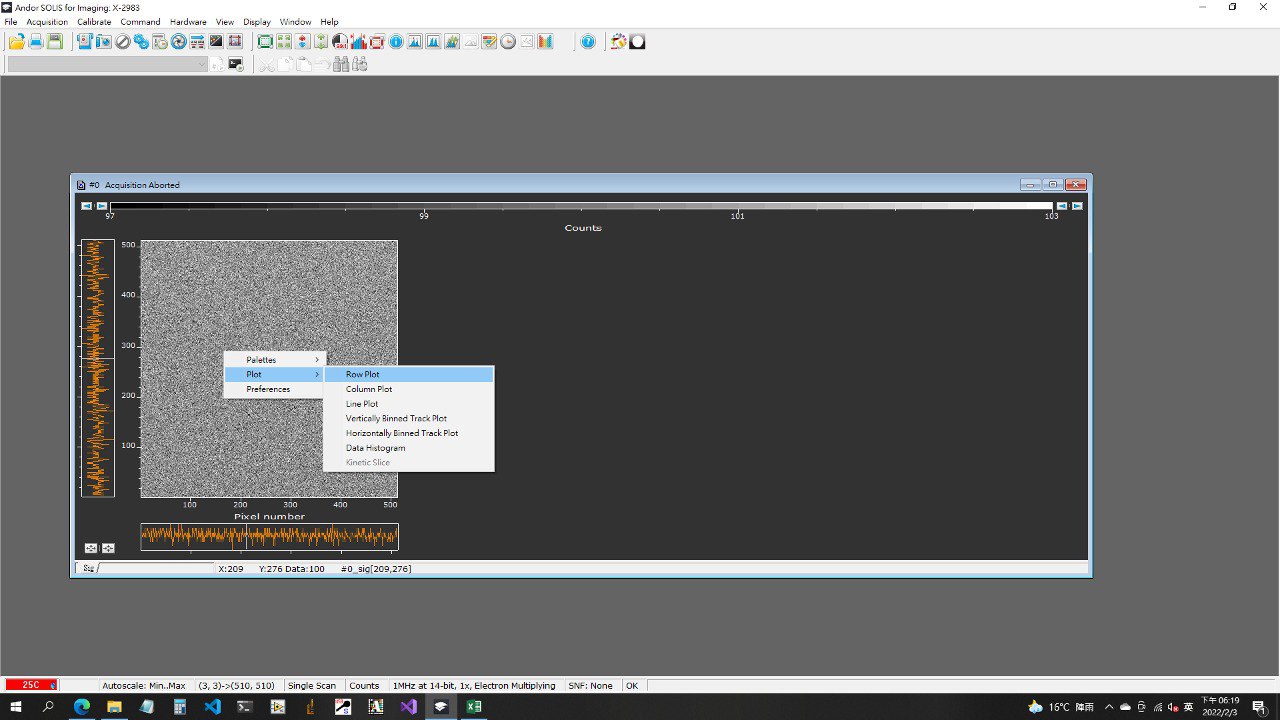 Andor SOLIS for Imaging: X-2983
File Acquisition Calibrate Command Hardware View Display Window Help
#0 Acquisition Aborted
97 99 101 103
Counts
500
400
300
200
100
Palettes
Plot
Preferences
Row Plot
Column Plot
Line Plot
Vertically Binned Track Plot
Horizontally Binned Track Plot
Data Histogram
Kinetic Slice
100 200 300 400 500
Pixel number
Sig X:209 Y:276 Data:100 #0_sig[209,276]
25C Autoscale: Min..Max (3, 3)->(510, 510) Single Scan Counts 1MHz at 14-bit, 1x, Electron Multiplying SNF: None OK
16°C 陣雨 英 下午 06:19
2022/2/3